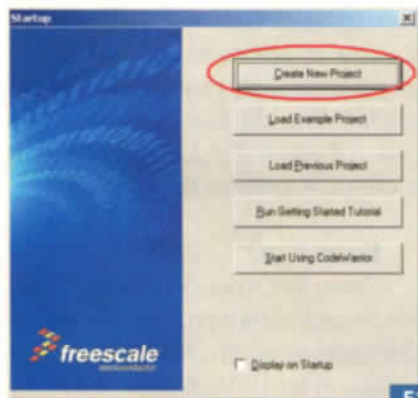 Startup
Create New Project
Load Example Project
Load Previous Project
Run Getting Started Tutorial
Start Using CodeWarrior
freescale
semiconductor
Display on Startup